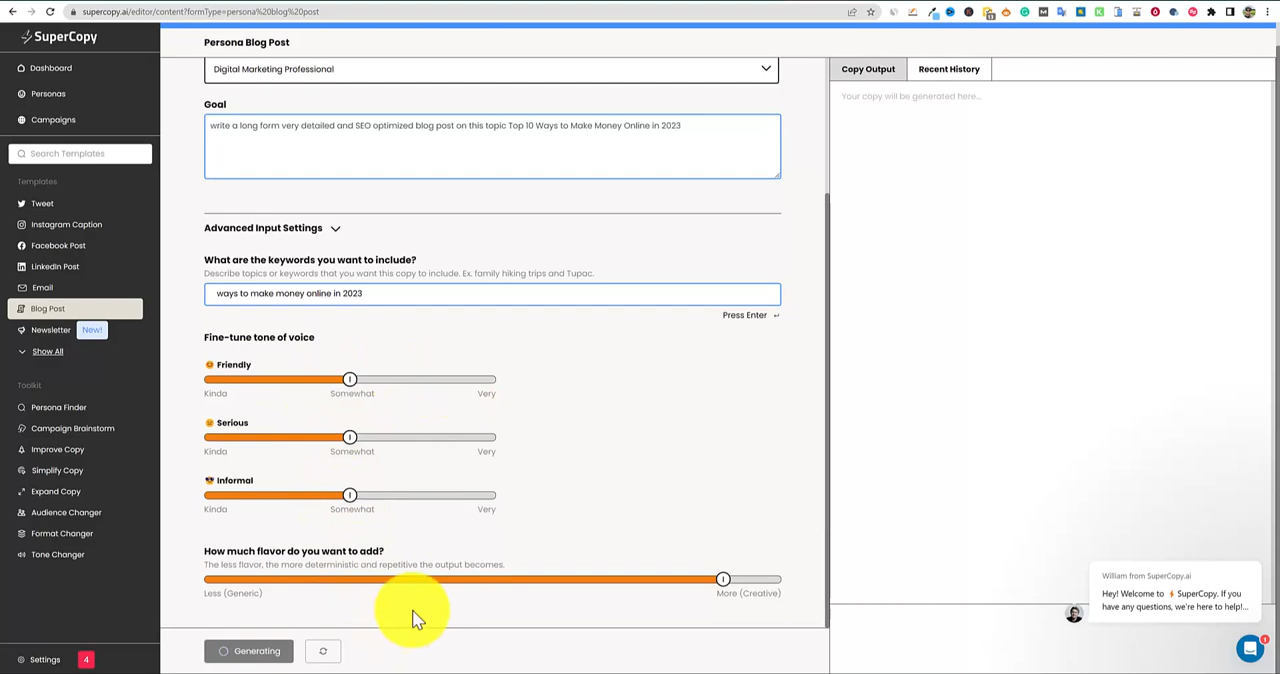 supercopy.ai/editor/content?formType=persona%20blog%20post
SuperCopy
Dashboard
Personas
Campaigns
Search Templates
Templates
Tweet
Instagram Caption
Facebook Post
LinkedIn Post
Email
Blog Post
Newsletter New!
Show All
Toolkit
Persona Finder
Campaign Brainstorm
Improve Copy
Simplify Copy
Expand Copy
Audience Changer
Format Changer
Tone Changer
Settings 4
Persona Blog Post
Digital Marketing Professional
Goal
write a long form very detailed and SEO optimized blog post on this topic Top 10 Ways to Make Money Online in 2023
Advanced Input Settings
What are the keywords you want to include?
Describe topics or keywords that you want this copy to include. Ex. family hiking trips and Tupac.
ways to make money online in 2023
Press Enter
Fine-tune tone of voice
Friendly
Kinda Somewhat Very
Serious
Kinda Somewhat Very
Informal
Kinda Somewhat Very
How much flavor do you want to add?
The less flavor, the more deterministic and repetitive the output becomes.
Less (Generic) More (Creative)
Generating
Copy Output Recent History
Your copy will be generated here...
William from SuperCopy.ai
Hey! Welcome to SuperCopy. If you
have any questions, we're here to help!...
1